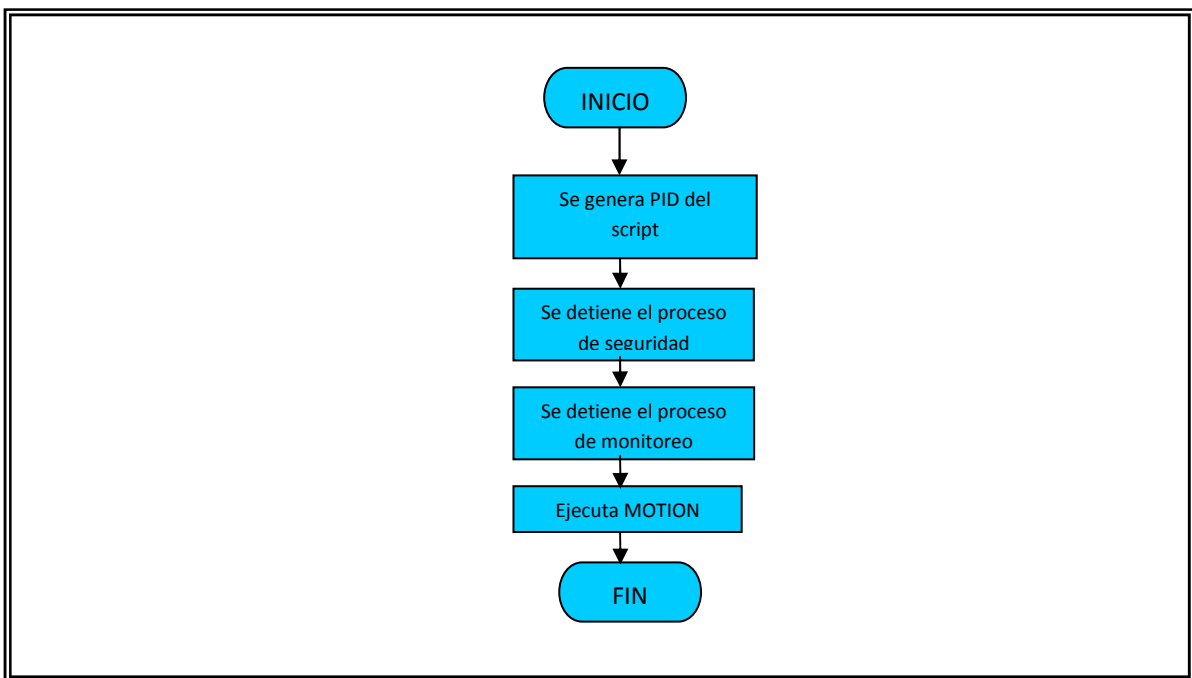 INICIO
Se genera PID del
script
Se detiene el proceso
de seguridad
Se detiene el proceso
de monitoreo
Ejecuta MOTION
FIN